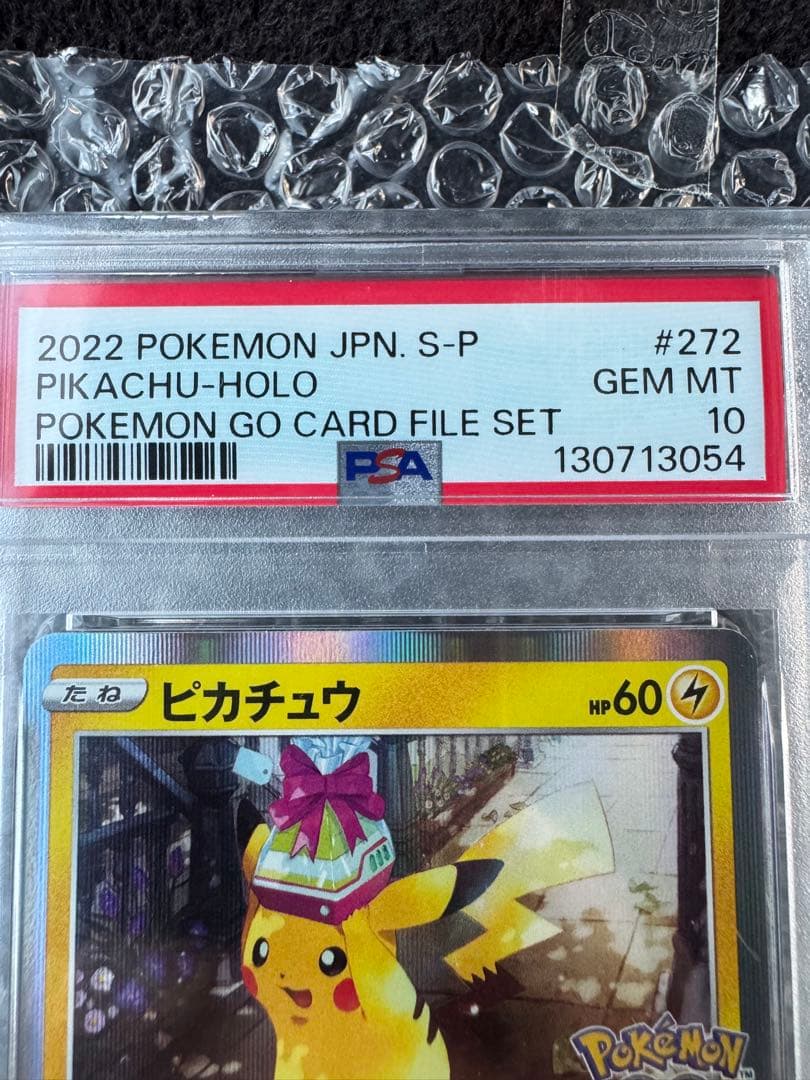 2022 POKEMON JPN. S-P #272
PIKACHU-HOLO GEM MT
POKEMON GO CARD FILE SET 10
PSA 130713054
たね ピカチュウ HP60
POKéMON
TM